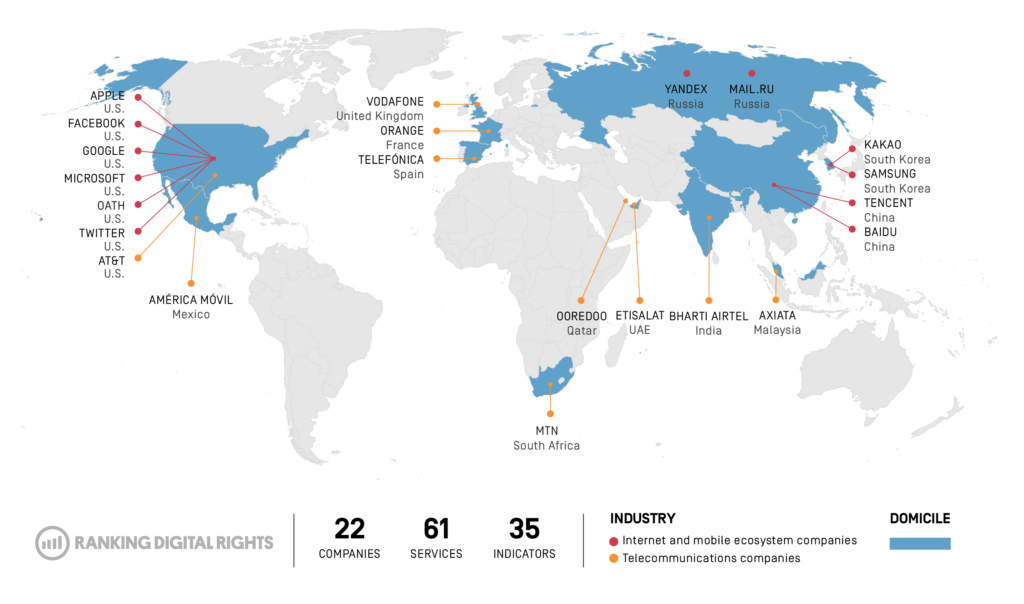 APPLE
U.S.
FACEBOOK
U.S.
GOOGLE
U.S.
MICROSOFT
U.S.
OATH
U.S.
TWITTER
U.S.
AT&T
U.S.
AMÉRICA MÓVIL
Mexico
VODAFONE
United Kingdom
ORANGE
France
TELEFÓNICA
Spain
YANDEX
Russia
MAIL.RU
Russia
KAKAO
South Korea
SAMSUNG
South Korea
TENCENT
China
BAIDU
China
OOREDOO
Qatar
ETISALAT
UAE
BHARTI AIRTEL
India
AXIATA
Malaysia
MTN
South Africa
RANKING DIGITAL RIGHTS
22
COMPANIES
61
SERVICES
35
INDICATORS
INDUSTRY
Internet and mobile ecosystem companies
Telecommunications companies
DOMICILE